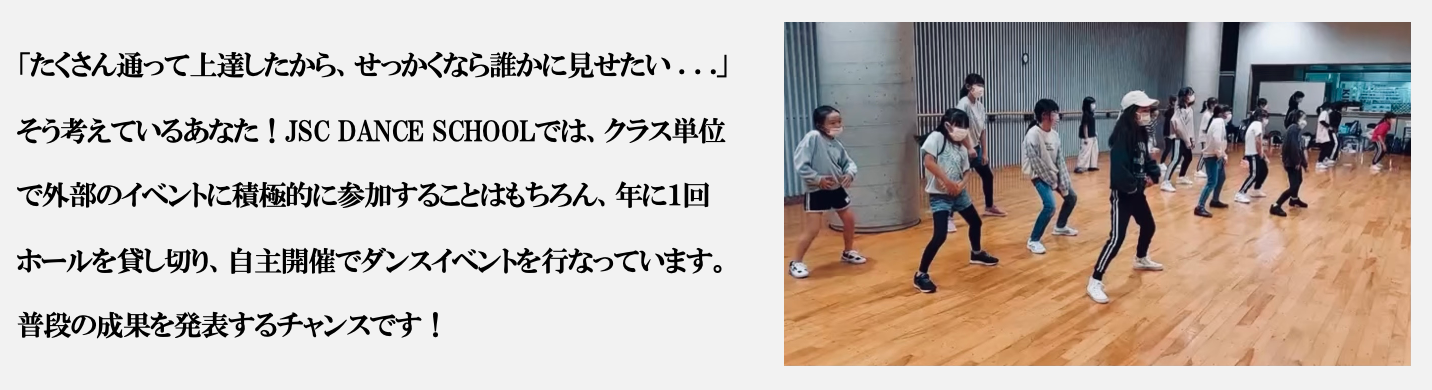 「たくさん通って上達したから、せっかくなら誰かに見せたい . . .」
そう考えているあなた！JSC DANCE SCHOOLでは、クラス単位
で外部のイベントに積極的に参加することはもちろん、年に1回
ホールを貸し切り、自主開催でダンスイベントを行なっています。
普段の成果を発表するチャンスです！